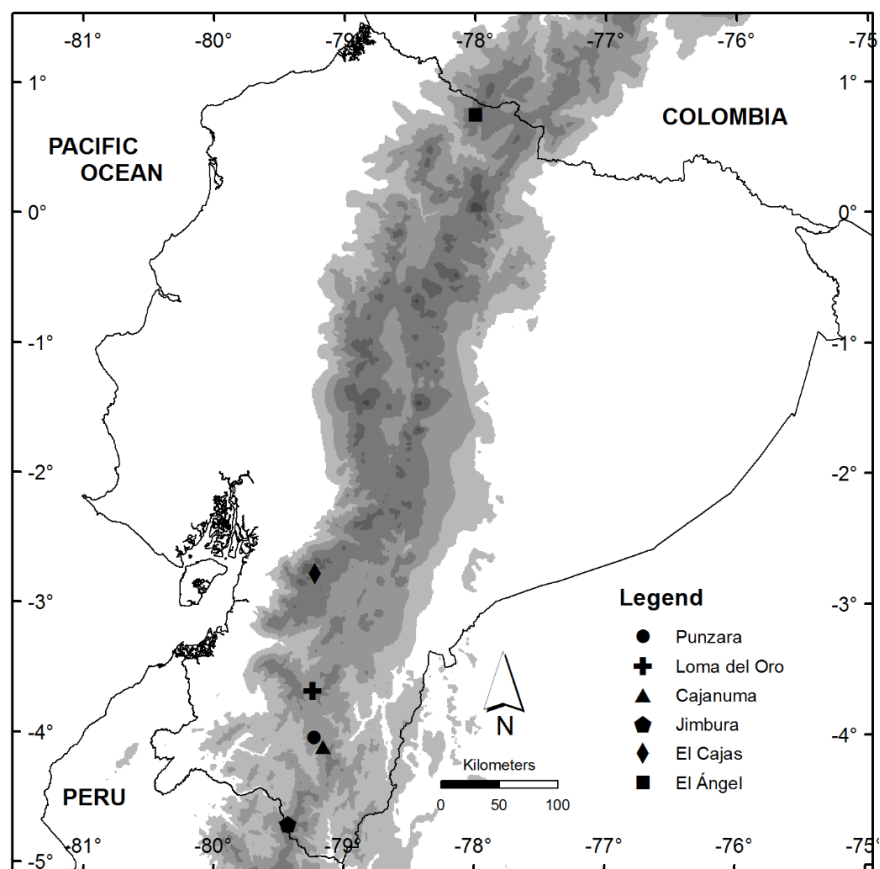 -81° -80° -79° -78° -77° -76° -75
1° 1°
COLOMBIA
PACIFIC
OCEAN
0° 0°
-1° -1°
-2° -2°
-3° -3°
Legend
Punzara
Loma del Oro
Cajanuma
Jimbura
El Cajas
El Ángel
N
-4° -4°
Kilometers
0 50 100
PERU
-5° -81° -80° -79° -78° -77° -76° -75